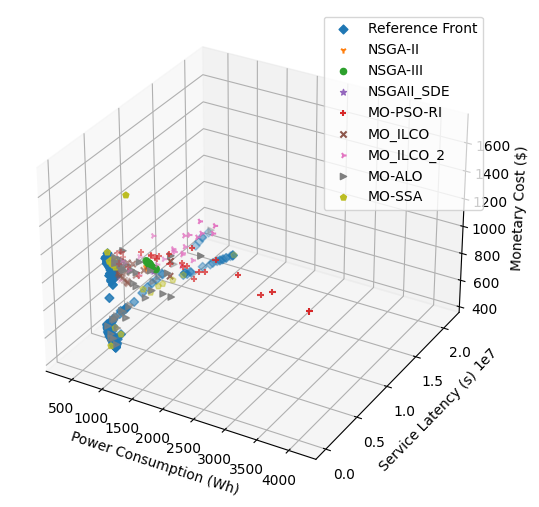 Reference Front
NSGA-II
NSGA-III
NSGAII_SDE
MO-PSO-RI
MO_ILCO
MO_ILCO_2
MO-ALO
MO-SSA
1600
1400
1200
1000
800
600
400
Monetary Cost ($)
2.0
1.5
1.0
0.5
0.0
1e7
Service Latency (s)
500
1000
1500
2000
2500
3000
3500
4000
Power Consumption (Wh)